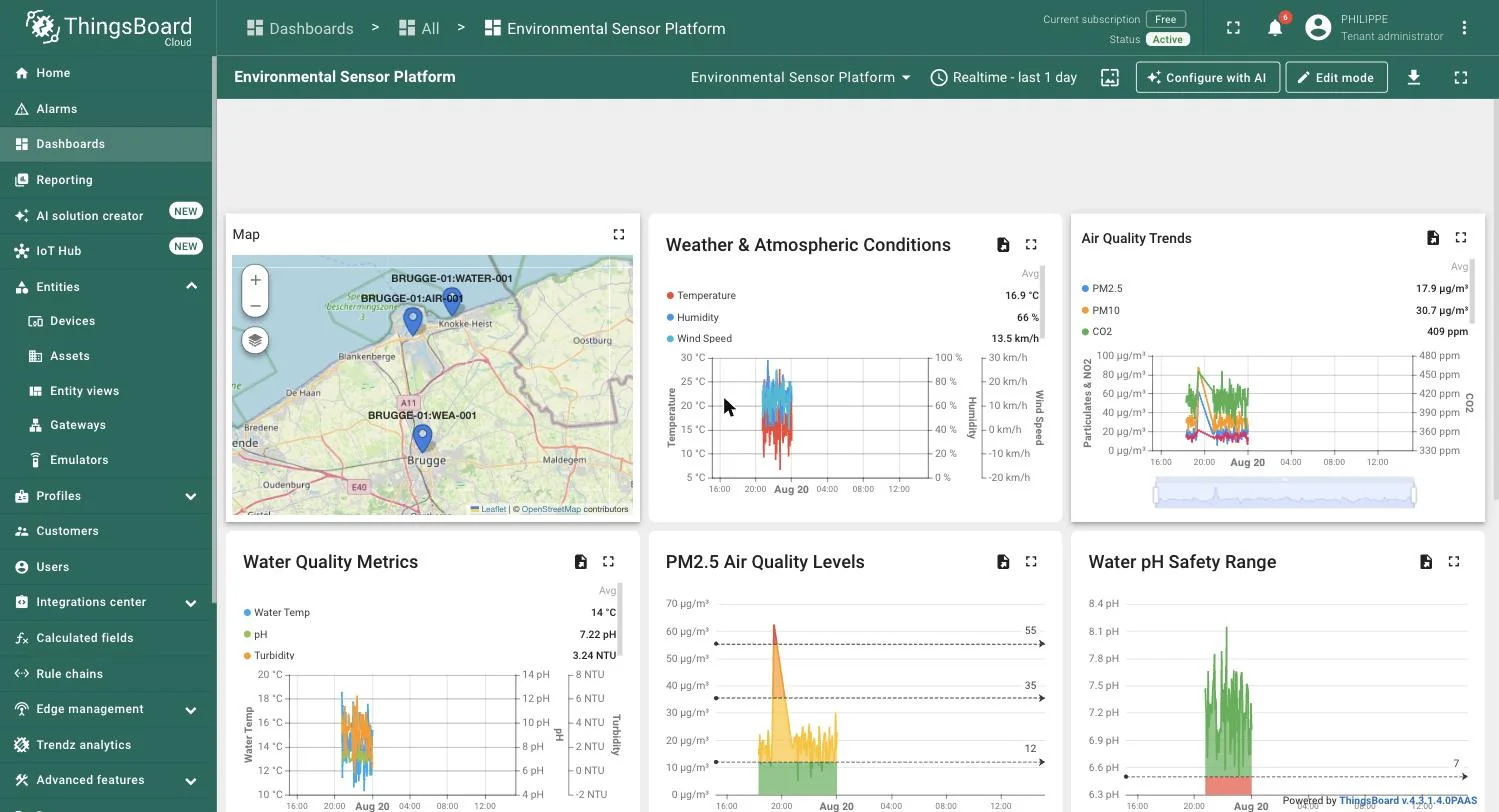 ThingsBoard
Cloud
Dashboards > All > Environmental Sensor Platform
Current subscription Free
Status Active
6
PHILIPPE
Tenant administrator
Environmental Sensor Platform
Environmental Sensor Platform
Realtime - last 1 day
Configure with AI
Edit mode
Home
Alarms
Dashboards
Reporting
AI solution creator NEW
IoT Hub NEW
Entities
Devices
Assets
Entity views
Gateways
Emulators
Profiles
Customers
Users
Integrations center
Calculated fields
Rule chains
Edge management
Trendz analytics
Advanced features
Map
+
−
BRUGGE-01:WATER-001
BRUGGE-01:AIR-001
beschermingszone
Knokke-Heist
Oostburg
Blankenberge
De Haan
A11
BRUGGE-01:WEA-001
Bredene
ende
Brugge
Maldegem
Oudenburg
E40
Gistel
Leaflet | © OpenStreetMap contributors
Weather & Atmospheric Conditions
Avg
Temperature 16.9 °C
Humidity 66 %
Wind Speed 13.5 km/h
30 °C 100 % 30 km/h
25 °C 80 % 20 km/h
20 °C 60 % 10 km/h
15 °C 40 % 0 km/h
10 °C 20 % -10 km/h
5 °C 0 % -20 km/h
Temperature
Humidity
Wind Speed
16:00 20:00 Aug 20 04:00 08:00 12:00
Air Quality Trends
Avg
PM2.5 17.9 µg/m³
PM10 30.7 µg/m³
CO2 409 ppm
100 µg/m³ 480 ppm
80 µg/m³ 450 ppm
60 µg/m³ 420 ppm
40 µg/m³ 390 ppm
20 µg/m³ 360 ppm
0 µg/m³ 330 ppm
Particulates & NO2
CO2
16:00 20:00 Aug 20 04:00 08:00 12:00
Water Quality Metrics
Avg
Water Temp 14 °C
pH 7.22 pH
Turbidity 3.24 NTU
20 °C 14 pH 8 NTU
18 °C 12 pH 6 NTU
16 °C 10 pH 4 NTU
14 °C 8 pH 2 NTU
12 °C 6 pH 0 NTU
10 °C 4 pH -2 NTU
Water Temp
pH
Turbidity
16:00 20:00 Aug 20 04:00 08:00 12:00
PM2.5 Air Quality Levels
70 µg/m³
60 µg/m³
55
50 µg/m³
40 µg/m³
35
30 µg/m³
20 µg/m³
12
10 µg/m³
0 µg/m³
16:00 20:00 Aug 20 04:00 08:00 12:00
Water pH Safety Range
8.4 pH
8.1 pH
7.8 pH
7.5 pH
7.2 pH
6.9 pH
6.6 pH
7
6.3 pH
16:00 20:00 Aug 20 04:00 08:00 12:00
Powered by ThingsBoard v.4.3.1.4.0PAAS